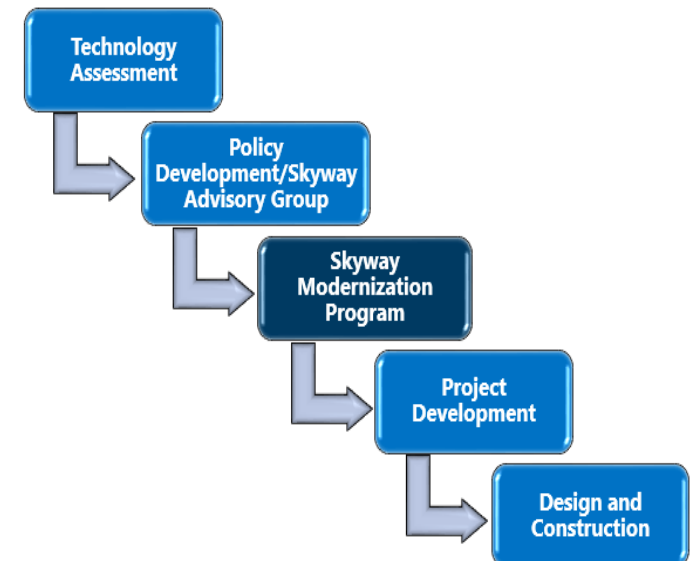 Technology
Assessment
Policy
Development/Skyway
Advisory Group
Skyway
Modernization
Program
Project
Development
Design and
Construction